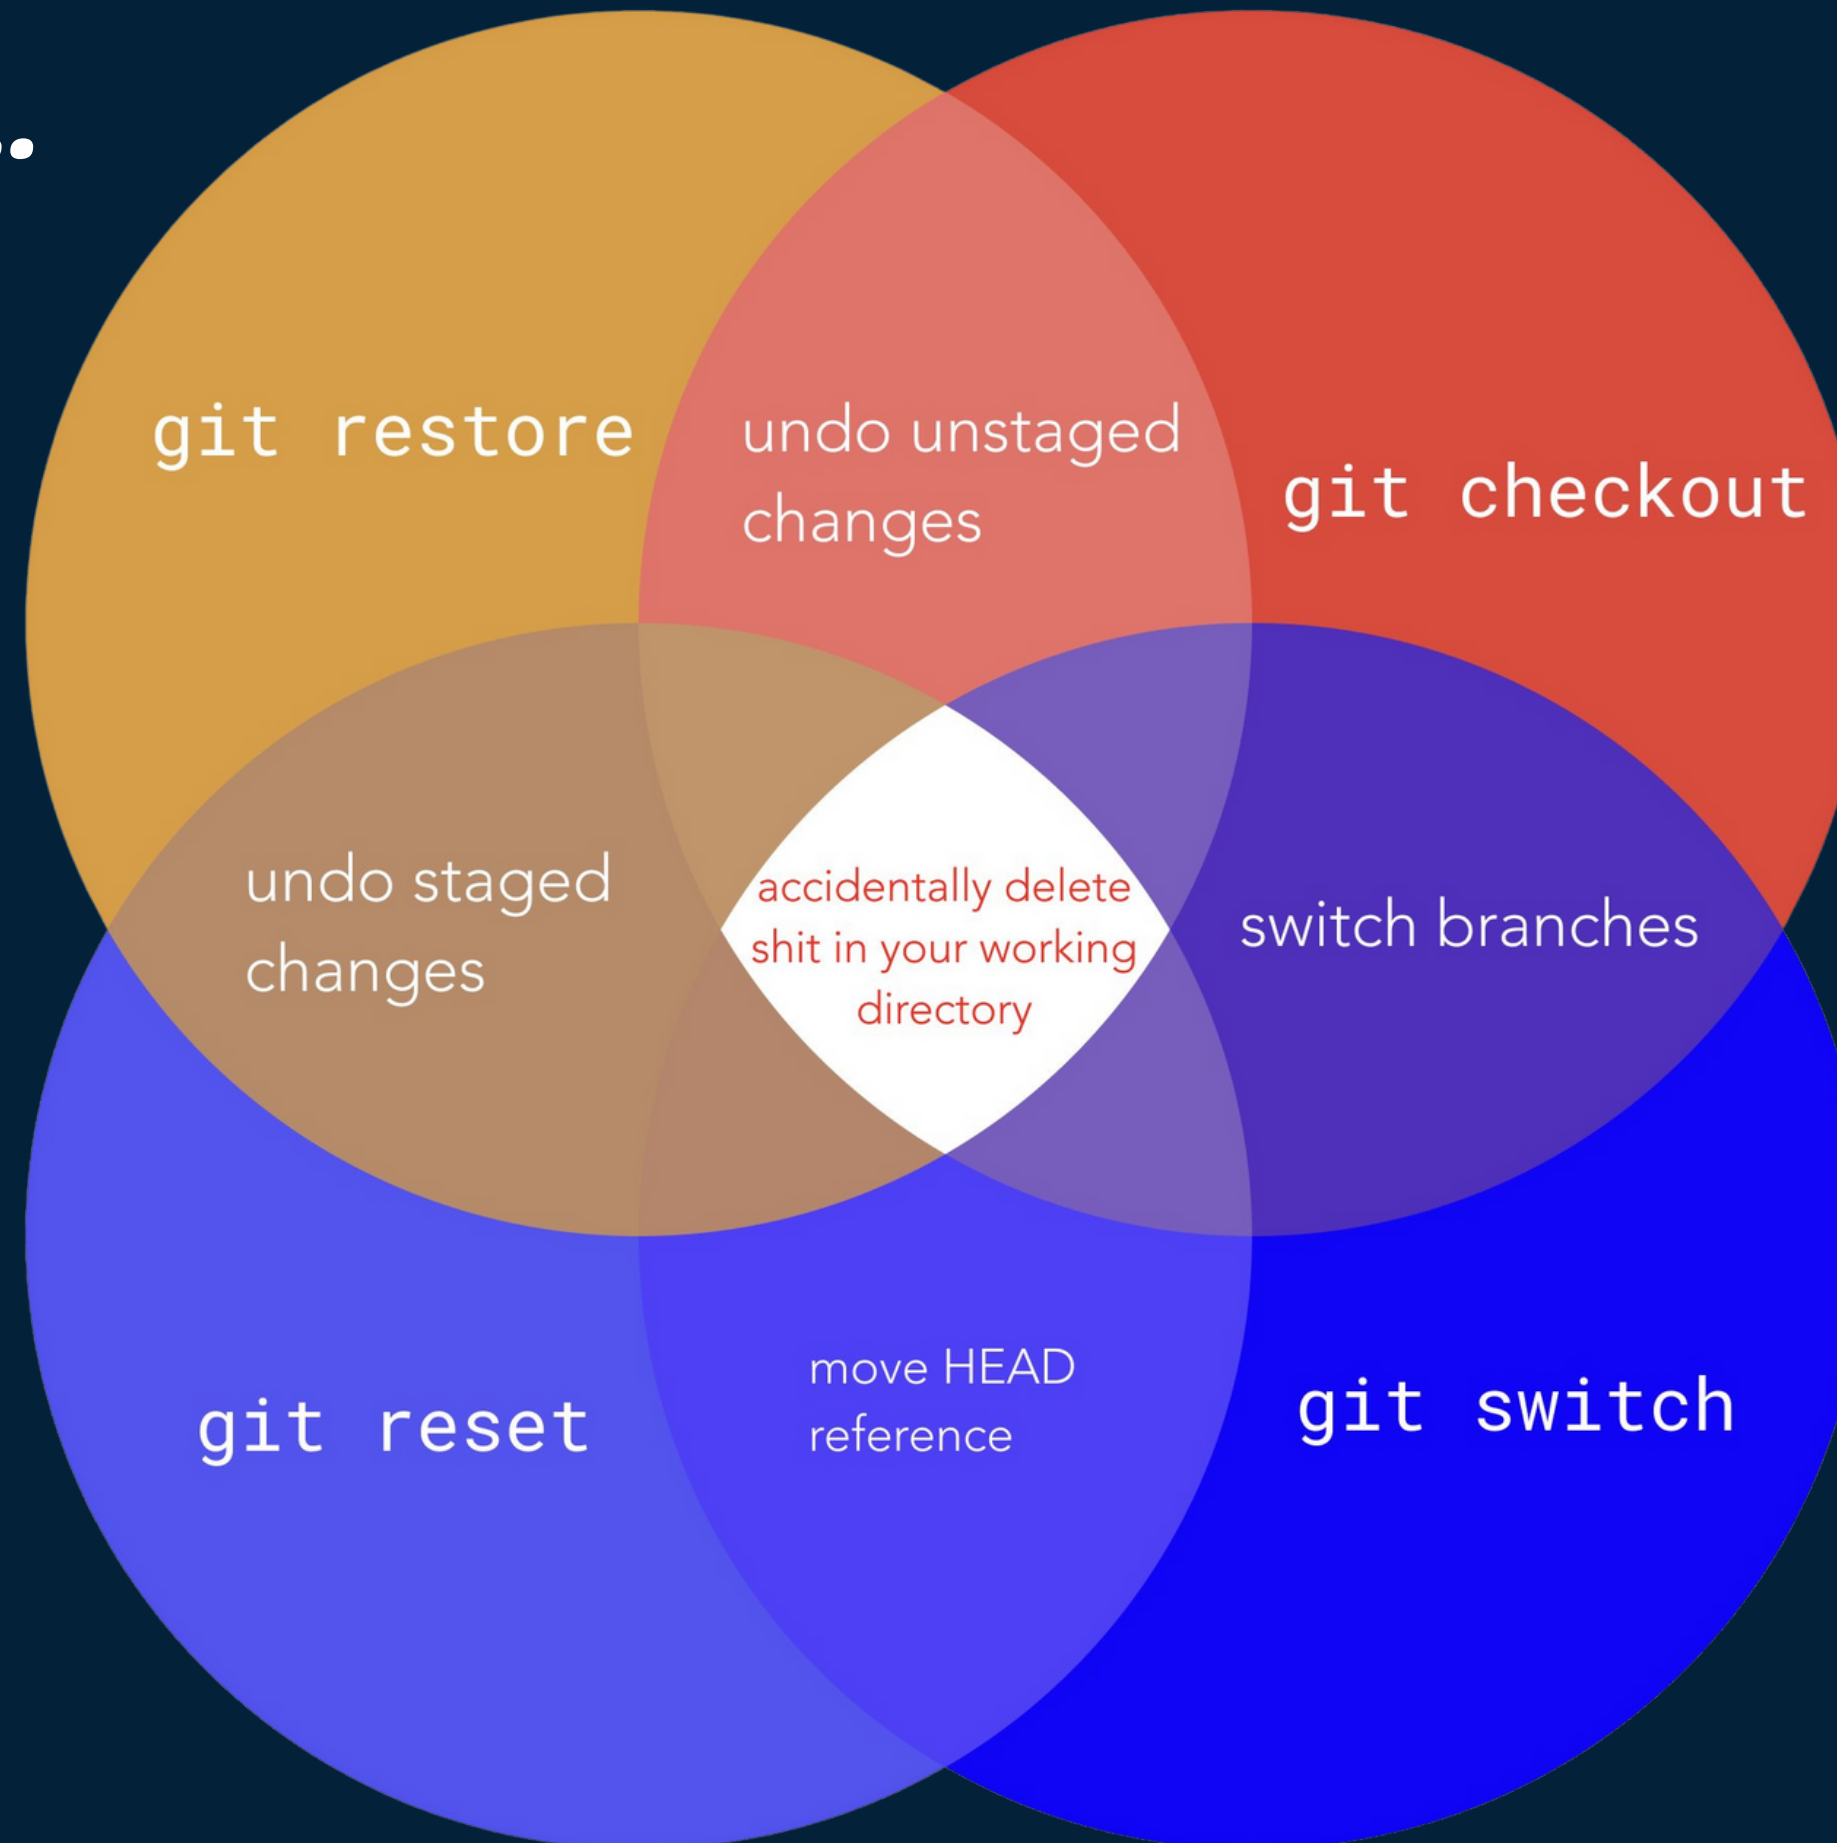 git restore
undo unstaged
changes
git checkout
undo staged
changes
accidentally delete
shit in your working
directory
switch branches
git reset
move HEAD
reference
git switch